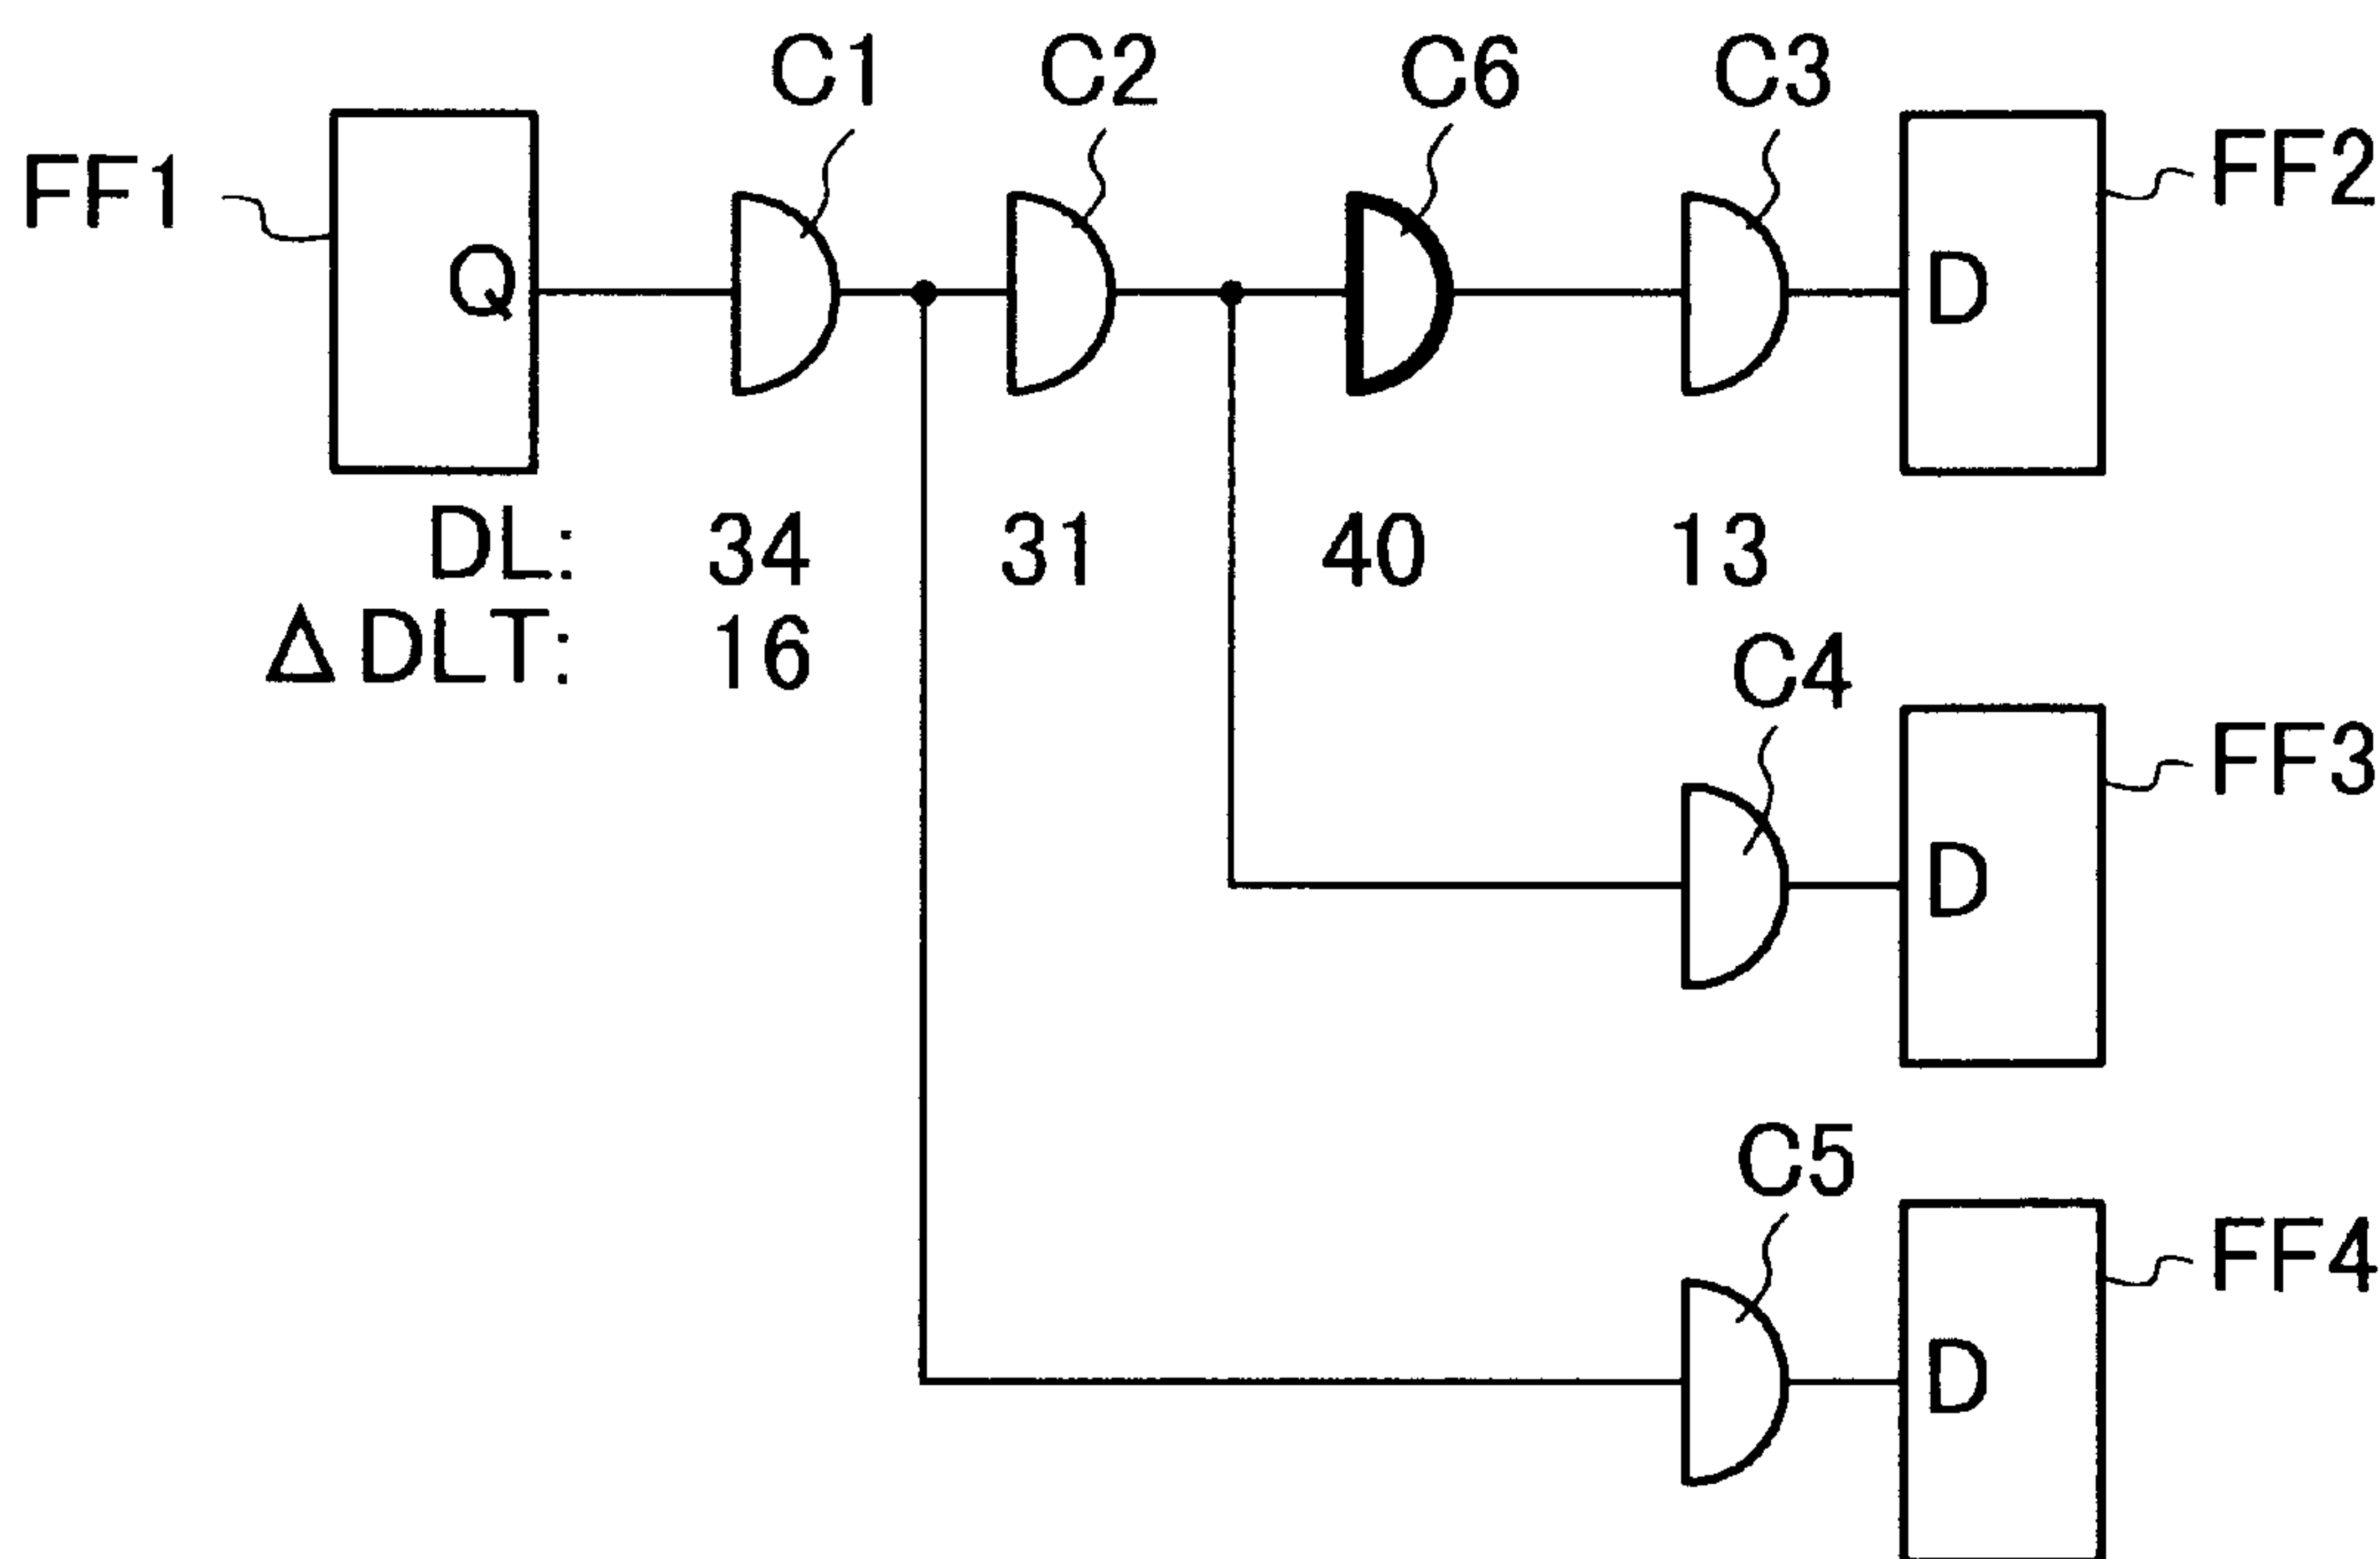 C1 C2 C6 C3
FF1
FF2
Q
D
DL: 34 31 40 13
ΔDLT: 16
C4
FF3
D
C5
FF4
D